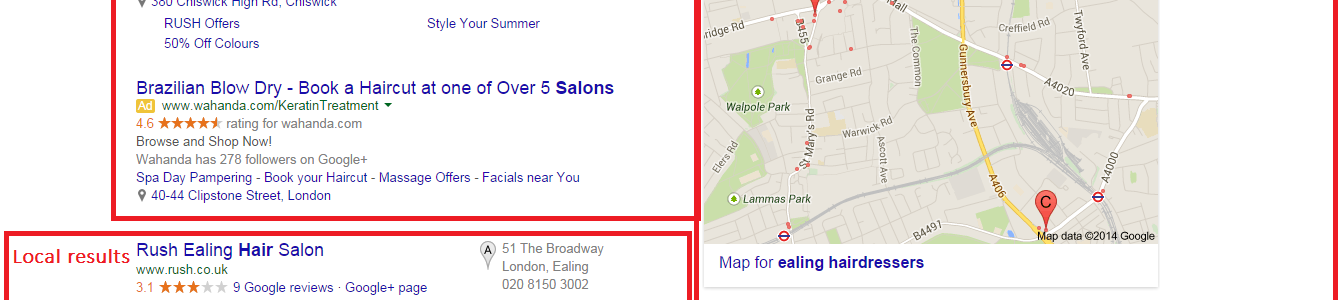 380 Chiswick High Rd, Chiswick
RUSH Offers
Style Your Summer
50% Off Colours
Brazilian Blow Dry - Book a Haircut at one of Over 5 Salons
Ad www.wahanda.com/KeratinTreatment
4.6 rating for wahanda.com
Browse and Shop Now!
Wahanda has 278 followers on Google+
Spa Day Pampering - Book your Haircut - Massage Offers - Facials near You
40-44 Clipstone Street, London
Local results
Rush Ealing Hair Salon
www.rush.co.uk
3.1 9 Google reviews · Google+ page
A
51 The Broadway
London, Ealing
020 8150 3002
B455
Mall
Creffield Rd
Twyford Ave
The Common
Gunnersbury Ave
Grange Rd
A4020
Walpole Park
Warwick Rd
St Mary's Rd
Elers Rd
Ascott Ave
A4000
A406
Lammas Park
C
B4491
Map data ©2014 Google
Map for ealing hairdressers